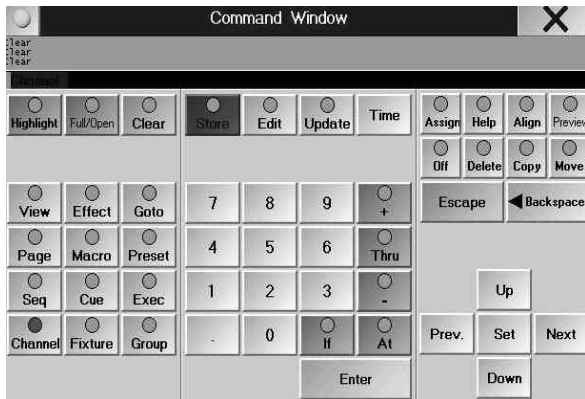 Command Window
Clear
Clear
Clear
Channel
Highlight Full/Open Clear Store Edit Update Time Assign Help Align Preview
Off Delete Copy Move
View Effect Goto 7 8 9 + Escape Backspace
Page Macro Preset 4 5 6 Thru
Seq Cue Exec 1 2 3 - Up
Channel Fixture Group . 0 If At Prev. Set Next
Enter Down